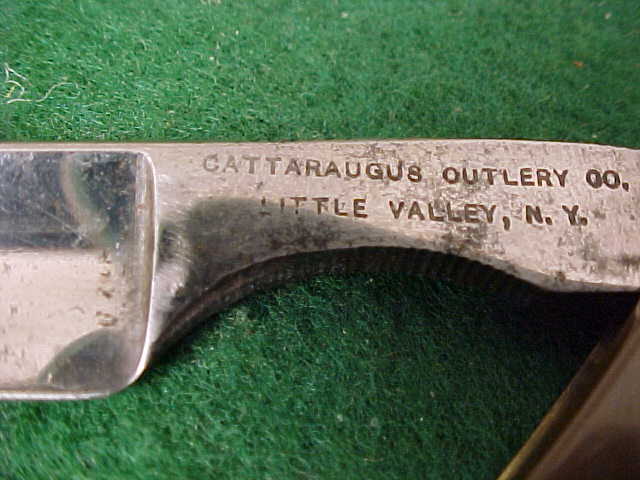 CATTARAUGUS CUTLERY CO.
LITTLE VALLEY, N. Y.